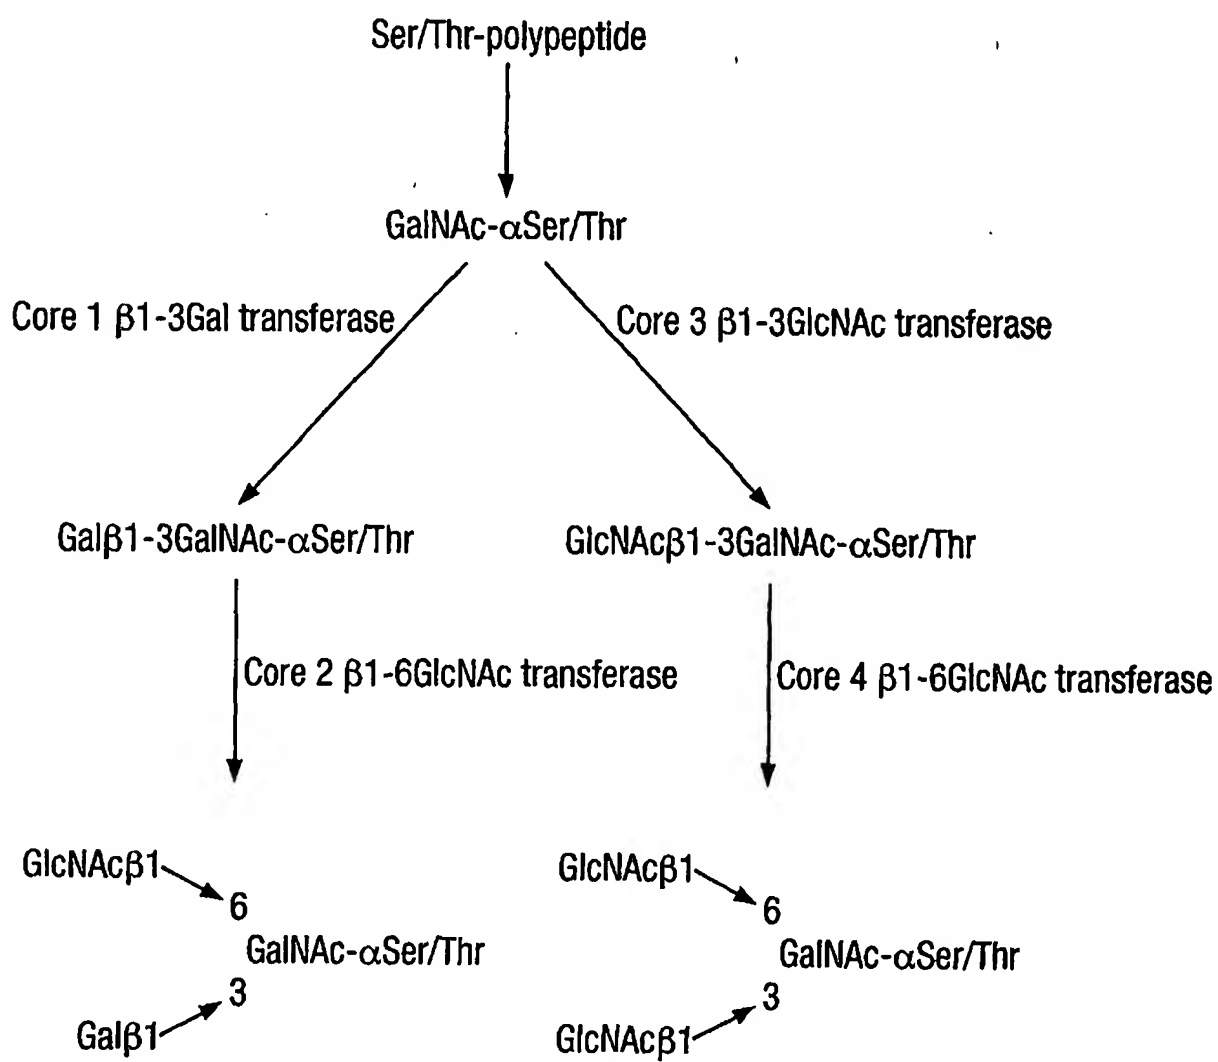 Ser/Thr-polypeptide
GalNAc-αSer/Thr
Core 1 β1-3Gal transferase
Core 3 β1-3GlcNAc transferase
Galβ1-3GalNAc-αSer/Thr
GlcNAcβ1-3GalNAc-αSer/Thr
Core 2 β1-6GlcNAc transferase
Core 4 β1-6GlcNAc transferase
GlcNAcβ1
6
GalNAc-αSer/Thr
3
Galβ1
GlcNAcβ1
6
GalNAc-αSer/Thr
3
GlcNAcβ1